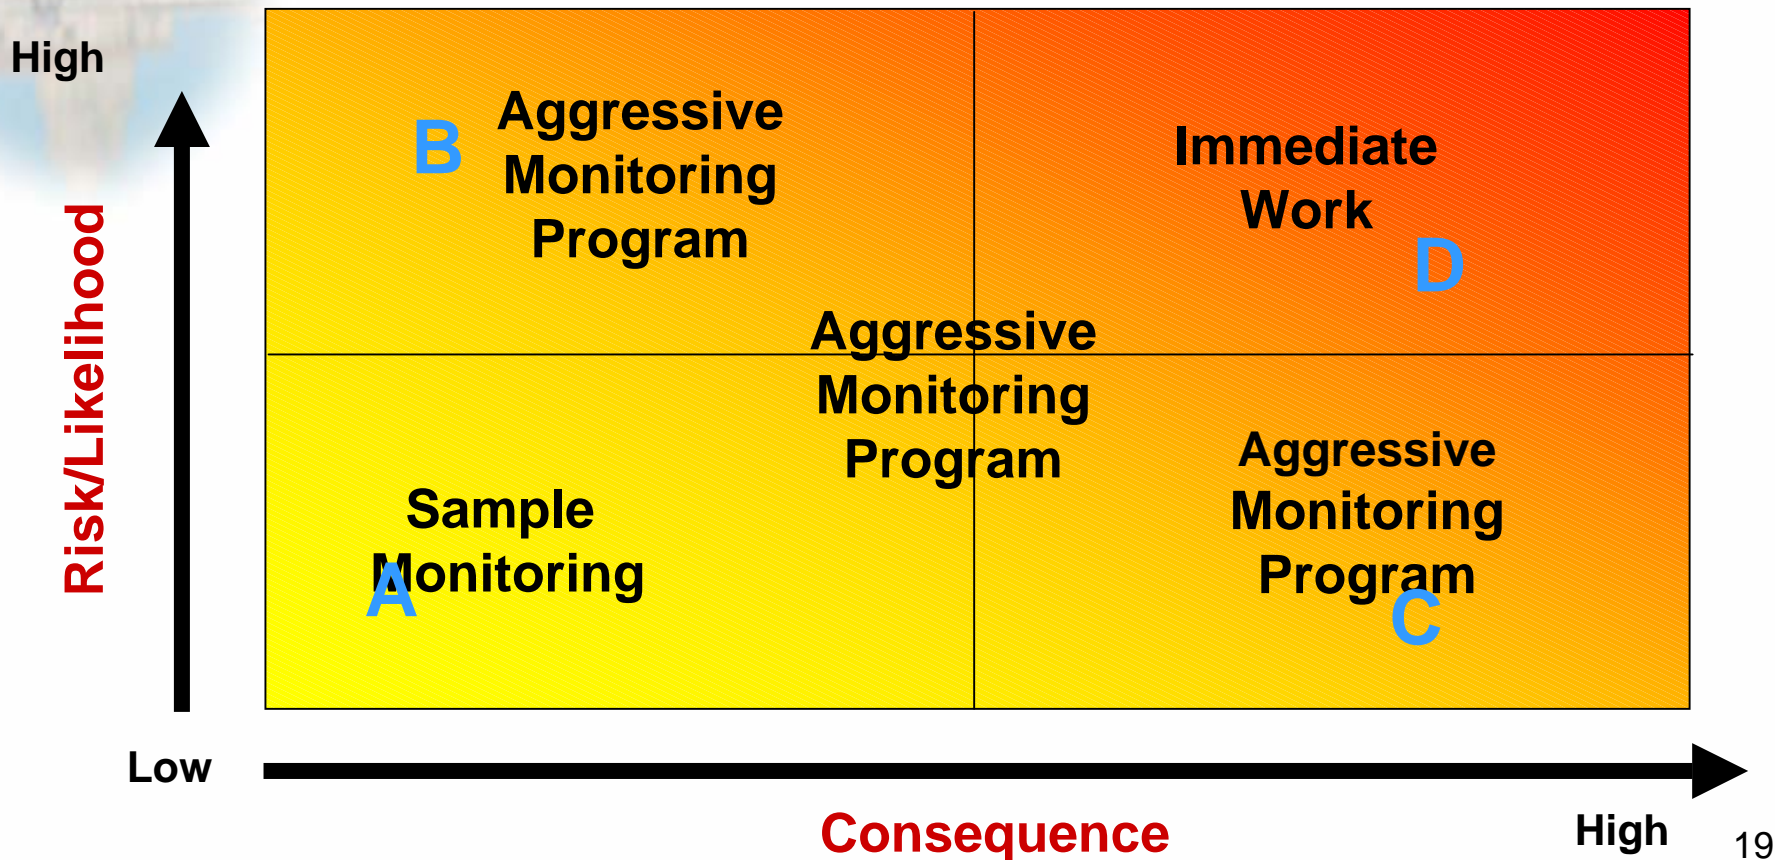 High
Risk/Likelihood
B
Aggressive
Monitoring
Program
Immediate
Work
D
Aggressive
Monitoring
Program
Sample
Monitoring
A
Aggressive
Monitoring
Program
C
Low
Consequence
High
19